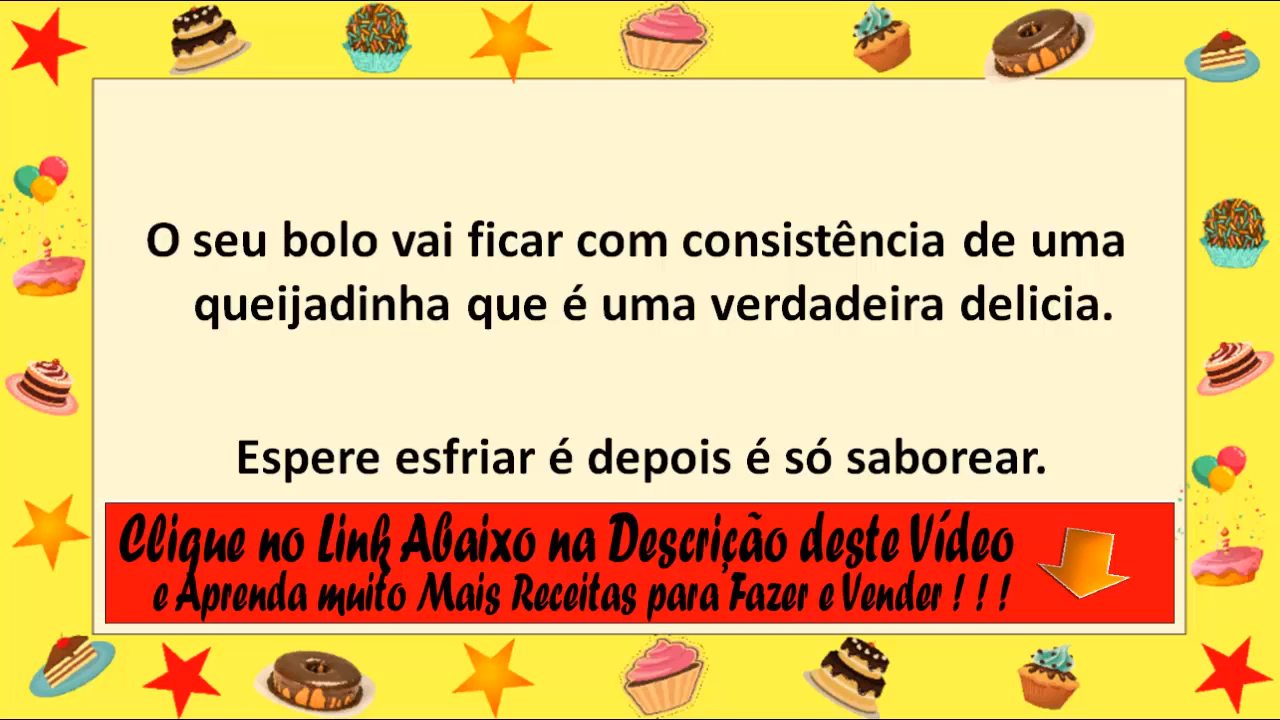 O seu bolo vai ficar com consistência de uma
queijadinha que é uma verdadeira delicia.
Espere esfriar é depois é só saborear.
Clique no Link Abaixo na Descrição deste Vídeo
e Aprenda muito Mais Receitas para Fazer e Vender ! ! !